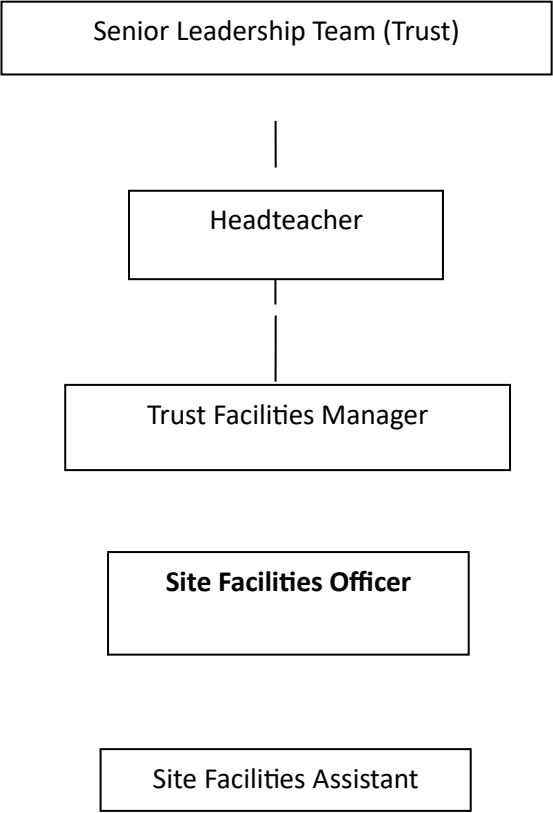 Senior Leadership Team (Trust)
Headteacher
Trust Facilities Manager
Site Facilities Officer
Site Facilities Assistant